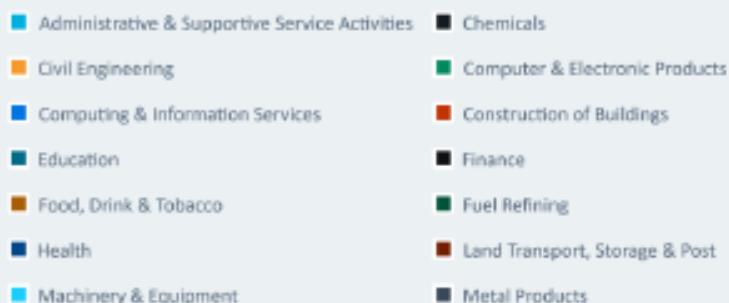 Administrative & Supportive Service Activities
Chemicals
Civil Engineering
Computer & Electronic Products
Computing & Information Services
Construction of Buildings
Education
Finance
Food, Drink & Tobacco
Fuel Refining
Health
Land Transport, Storage & Post
Machinery & Equipment
Metal Products